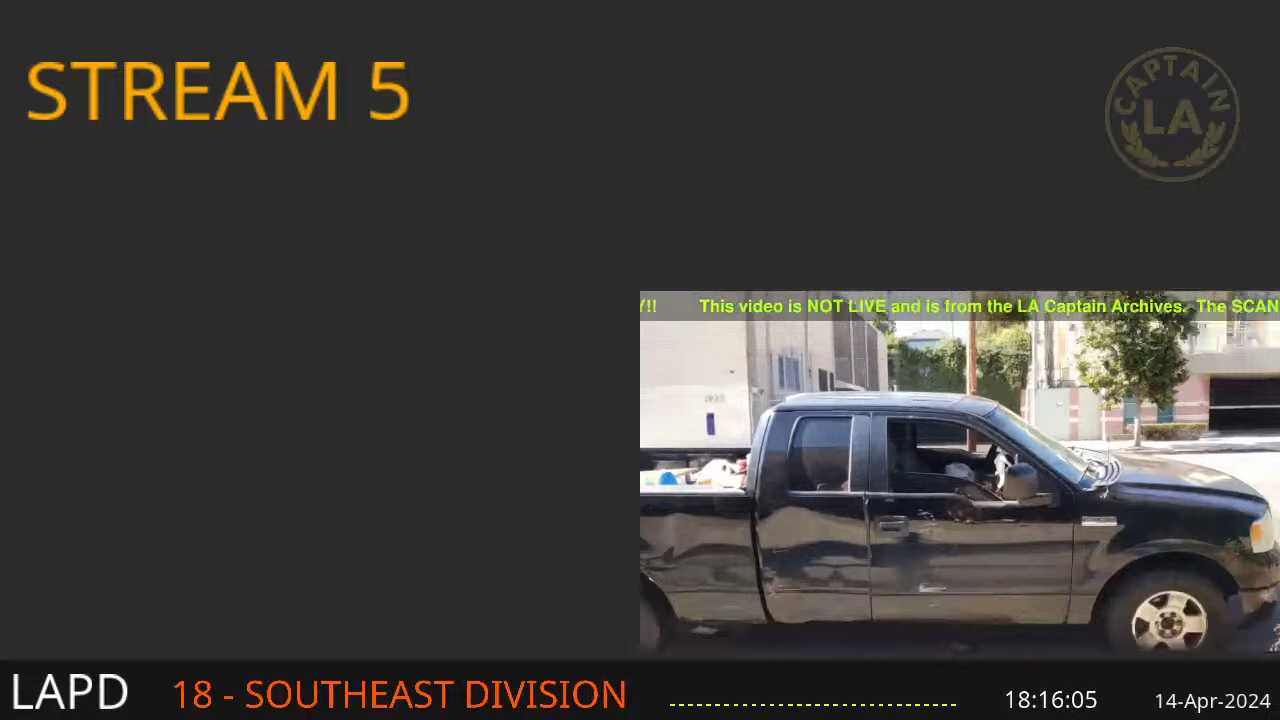 STREAM 5
CAPTAIN
LA
Y!! This video is NOT LIVE and is from the LA Captain Archives. The SCAN
LAPD 18 - SOUTHEAST DIVISION 18:16:05 14-Apr-2024